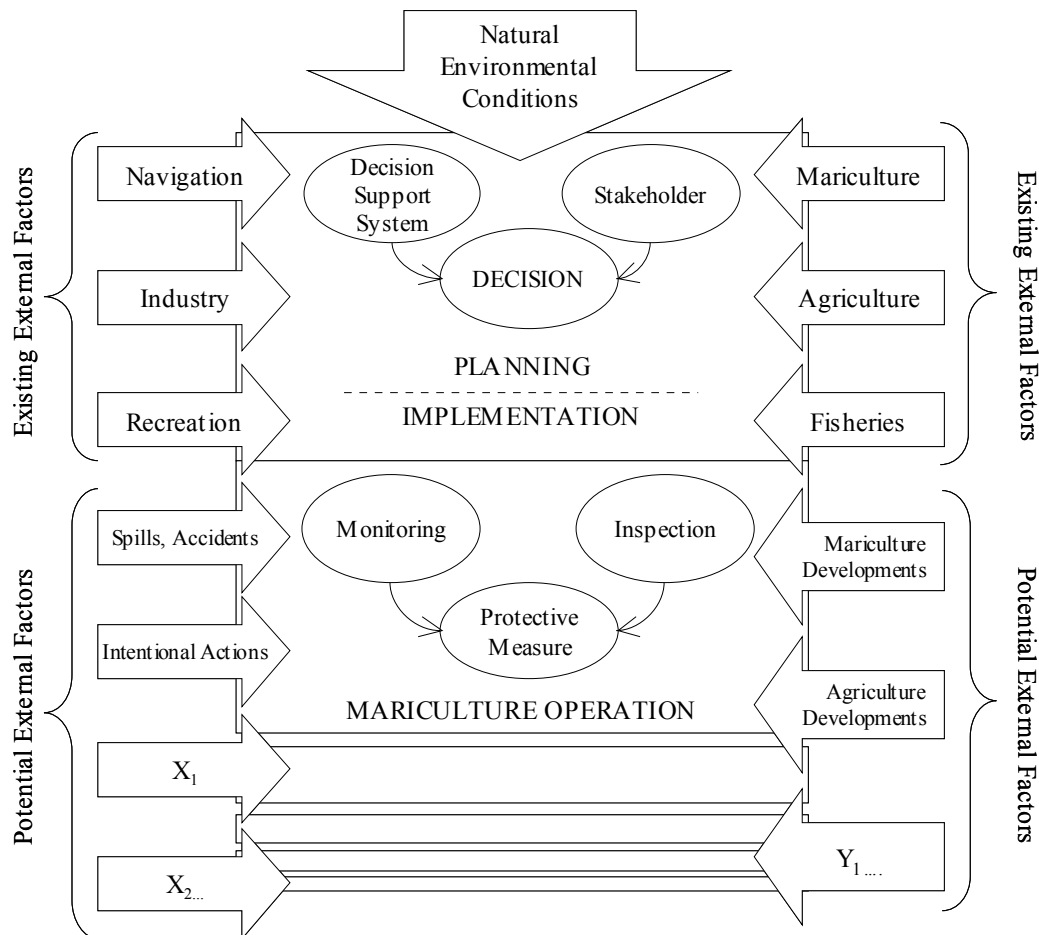 Natural
Environmental
Conditions
Existing External Factors
Navigation
Industry
Recreation
Decision
Support
System
Stakeholder
DECISION
PLANNING
IMPLEMENTATION
Mariculture
Agriculture
Fisheries
Existing External Factors
Potential External Factors
Spills, Accidents
Intentional Actions
X1
X2...
Monitoring
Inspection
Protective
Measure
MARICULTURE OPERATION
Mariculture
Developments
Agriculture
Developments
Y1 ....
Potential External Factors